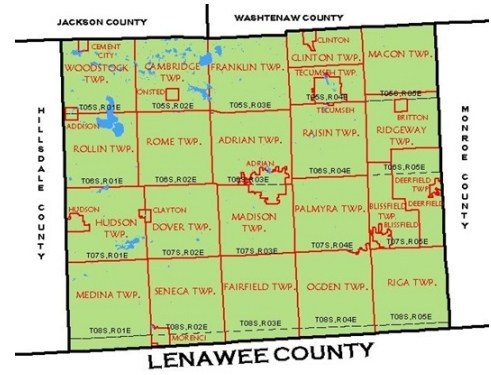 JACKSON COUNTY
WASHTENAW COUNTY
HILLSDALE COUNTY
MONROE COUNTY
CEMENT
CITY
WOODSTOCK
TWP.
CAMBRIDGE
TWP.
ONSTED
FRANKLIN TWP.
CLINTON
CLINTON TWP.
TECUMSEH TWP.
MACON TWP.
T05S,R01E
T05S,R02E
T05S,R03E
T05S,R04E
T05S,R05E
TECUMSEH
ADDISON
ROLLIN TWP.
ROME TWP.
ADRIAN TWP.
RAISIN TWP.
BRITTON
RIDGEWAY
TWP.
ADRIAN
T06S,R01E
T06S,R02E
T06S,R03E
T06S,R04E
T06S,R05E
DEERFIELD
TWP.
DEERFIELD
HUDSON
HUDSON
TWP.
CLAYTON
DOVER TWP.
MADISON
TWP.
PALMYRA TWP.
BLISSFIELD
TWP.
BLISSFIELD
T07S,R01E
T07S,R02E
T07S,R03E
T07S,R04E
T07S,R05E
MEDINA TWP.
SENECA TWP.
FAIRFIELD TWP.
OGDEN TWP.
RIGA TWP.
T08S,R01E
T08S,R02E
T08S,R03E
T08S,R04E
T08S,R05E
MORENCI
LENAWEE COUNTY